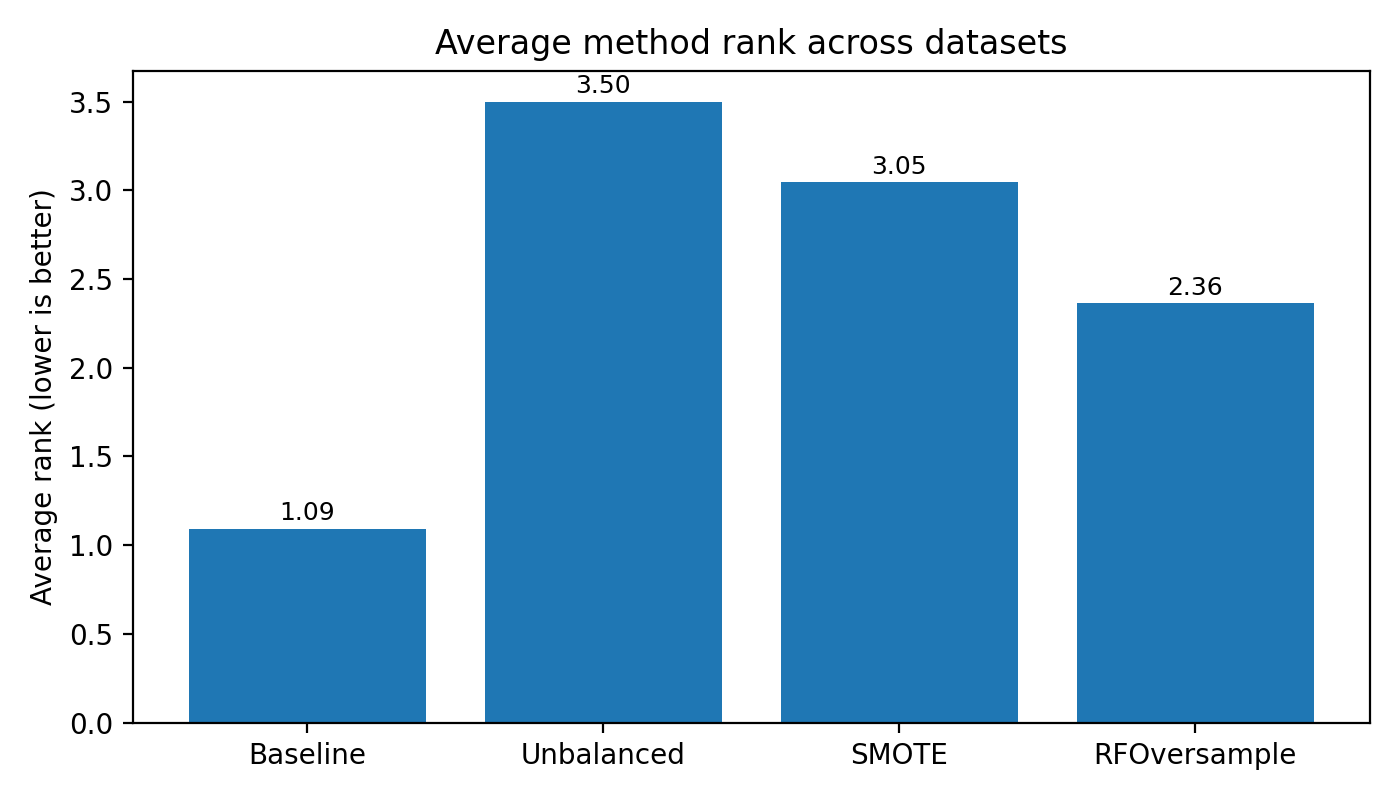 Average method rank across datasets
Average rank (lower is better)
3.5
3.0
2.5
2.0
1.5
1.0
0.5
0.0
1.09
3.50
3.05
2.36
Baseline
Unbalanced
SMOTE
RFOversample